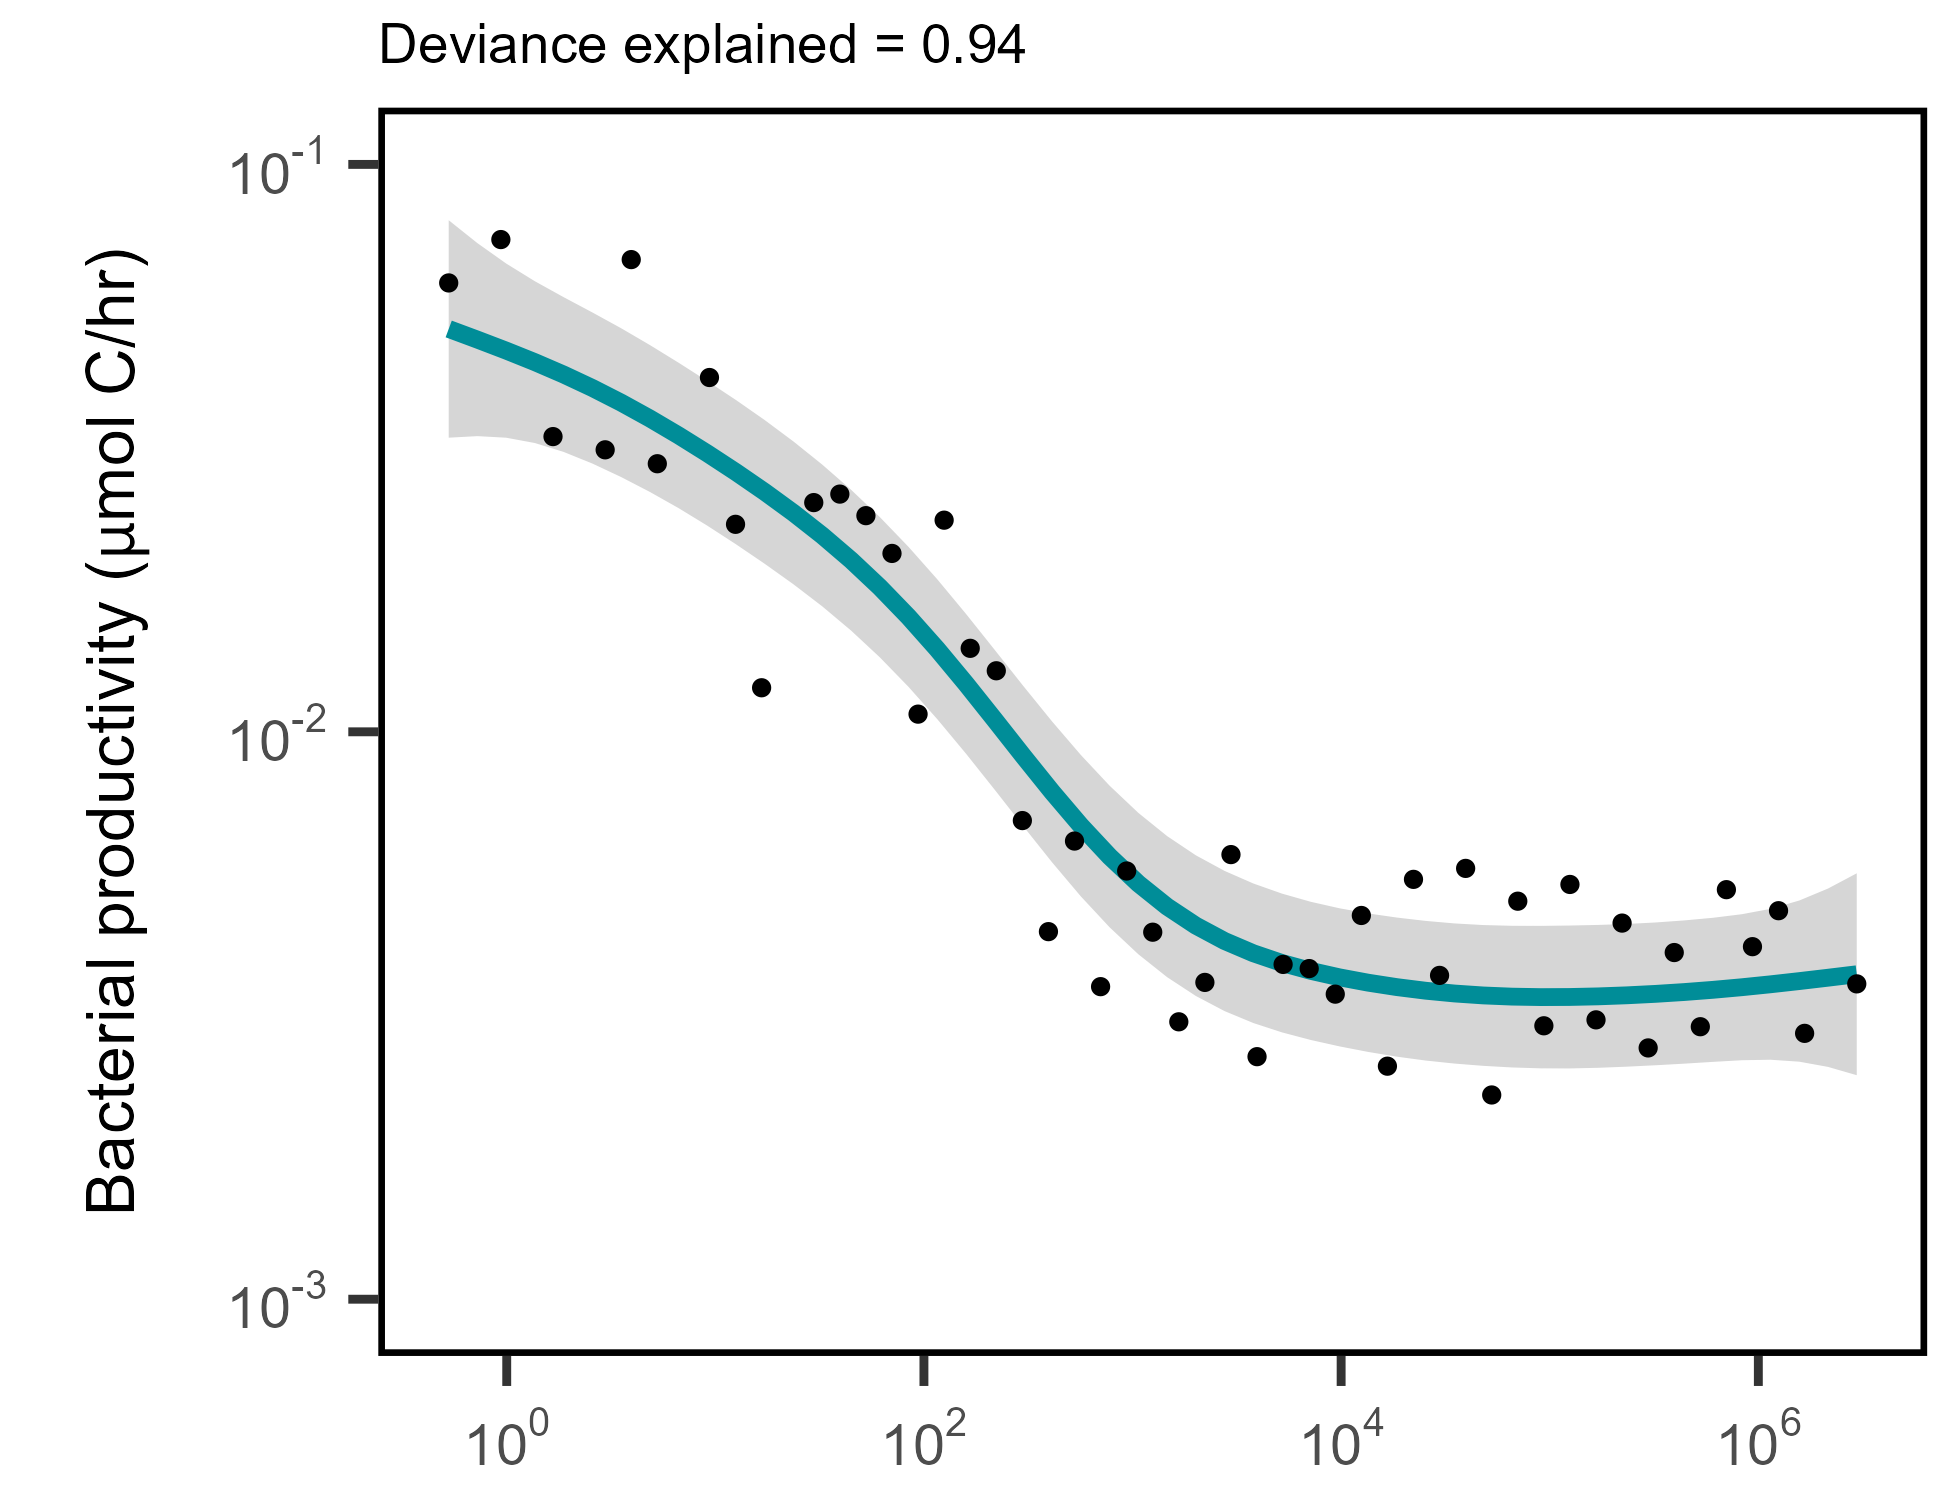 Deviance explained = 0.94
Bacterial productivity (µmol C/hr)
10⁻¹
10⁻²
10⁻³
10⁰ 10² 10⁴ 10⁶